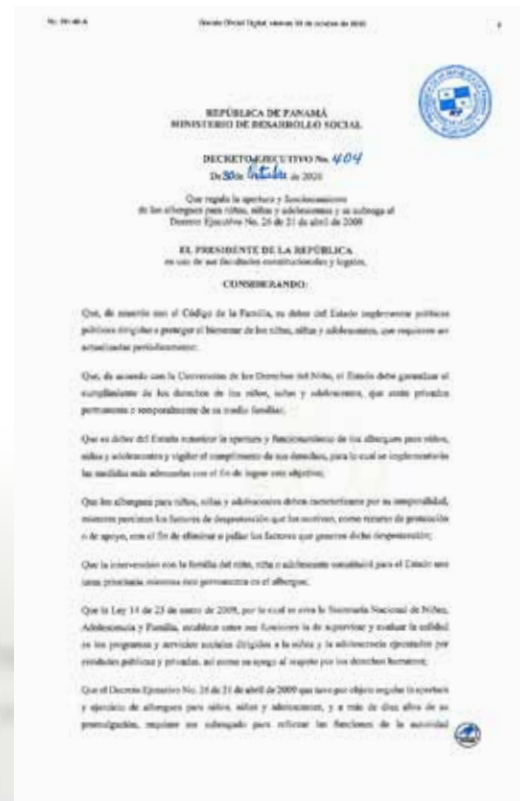 Gaceta Oficial Digital, viernes 30 de octubre de 2020
REPÚBLICA DE PANAMÁ
MINISTERIO DE DESARROLLO SOCIAL
DECRETO EJECUTIVO No. 404
De 30 de Octubre de 2020
Que regula la apertura y funcionamiento
de los albergues para niños, niñas y adolescentes y se subroga el
Decreto Ejecutivo No. 26 de 21 de abril de 2009
EL PRESIDENTE DE LA REPÚBLICA
en uso de sus facultades constitucionales y legales,
CONSIDERANDO:
Que, de acuerdo con el Código de la Familia, es deber del Estado implementar políticas
públicas dirigidas a proteger el bienestar de los niños, niñas y adolescentes, que requieren ser
actualizadas periódicamente;
Que, de acuerdo con la Convención de los Derechos del Niño, el Estado debe garantizar el
cumplimiento de los derechos de los niños, niñas y adolescentes, que estén privados
permanente o temporalmente de su medio familiar;
Que es deber del Estado autorizar la apertura y funcionamiento de los albergues para niños,
niñas y adolescentes y vigilar el cumplimiento de sus derechos, para lo cual se implementarán
las medidas más adecuadas con el fin de lograr este objetivo;
Que los albergues para niños, niñas y adolescentes deben caracterizarse por su temporalidad,
mientras persistan los factores de desprotección que los motivan, como recurso de protección
o de apoyo, con el fin de eliminar o paliar los factores que generen dicha desprotección;
Que la intervención con la familia del niño, niña o adolescente constituirá para el Estado una
tarea prioritaria mientras éste permanezca en el albergue;
Que la Ley 14 de 23 de enero de 2009, por la cual se crea la Secretaría Nacional de Niñez,
Adolescencia y Familia, establece entre sus funciones la de supervisar y evaluar la calidad
en los programas y servicios sociales dirigidos a la niñez y la adolescencia ejecutados por
entidades públicas y privadas, así como su apego al respeto por los derechos humanos;
Que el Decreto Ejecutivo No. 26 de 21 de abril de 2009 que tuvo por objeto regular la apertura
y ejercicio de albergues para niños, niñas y adolescentes, y a más de diez años de su
promulgación, requiere ser subrogado para reforzar las funciones de la autoridad